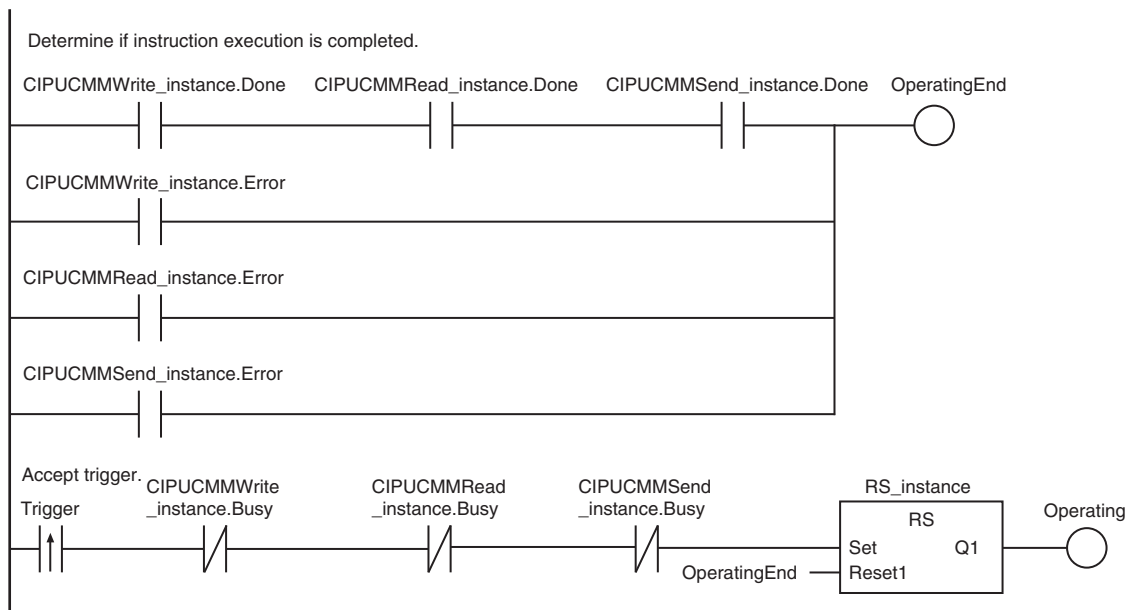 Determine if instruction execution is completed.
CIPUCMMWrite_instance.Done CIPUCMMRead_instance.Done CIPUCMMSend_instance.Done OperatingEnd
CIPUCMMWrite_instance.Error
CIPUCMMRead_instance.Error
CIPUCMMSend_instance.Error
Accept trigger.
Trigger
CIPUCMMWrite
_instance.Busy
CIPUCMMRead
_instance.Busy
CIPUCMMSend
_instance.Busy
RS_instance
RS
Set Q1
OperatingEnd
Reset1
Operating